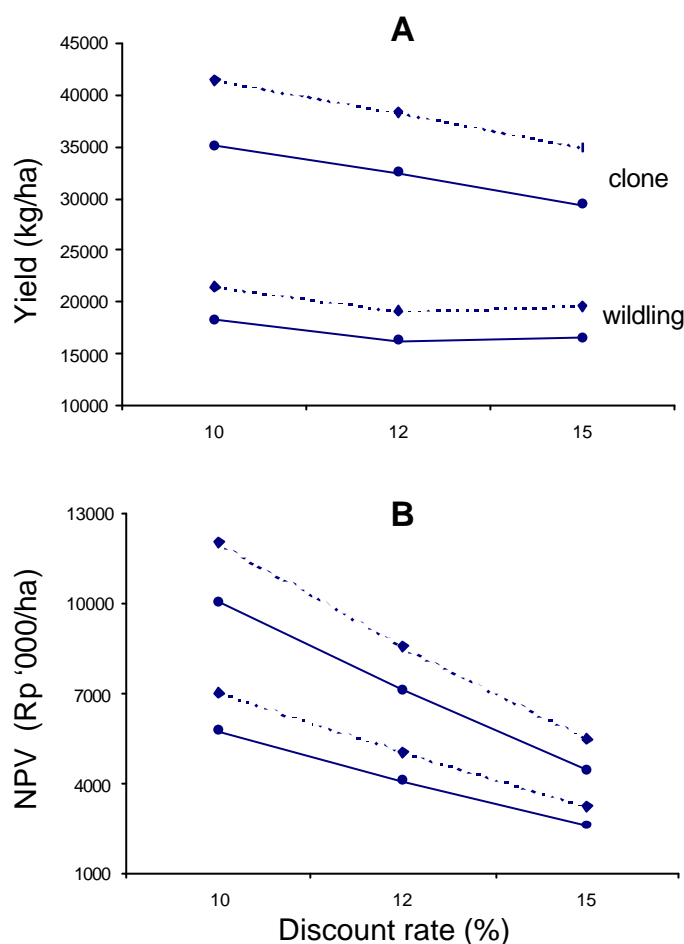 A
45000
40000
35000
30000
25000
20000
15000
10000
Yield (kg/ha)
clone
wildling
10 12 15
B
13000
10000
7000
4000
1000
NPV (Rp ‘000/ha)
10 12 15
Discount rate (%)